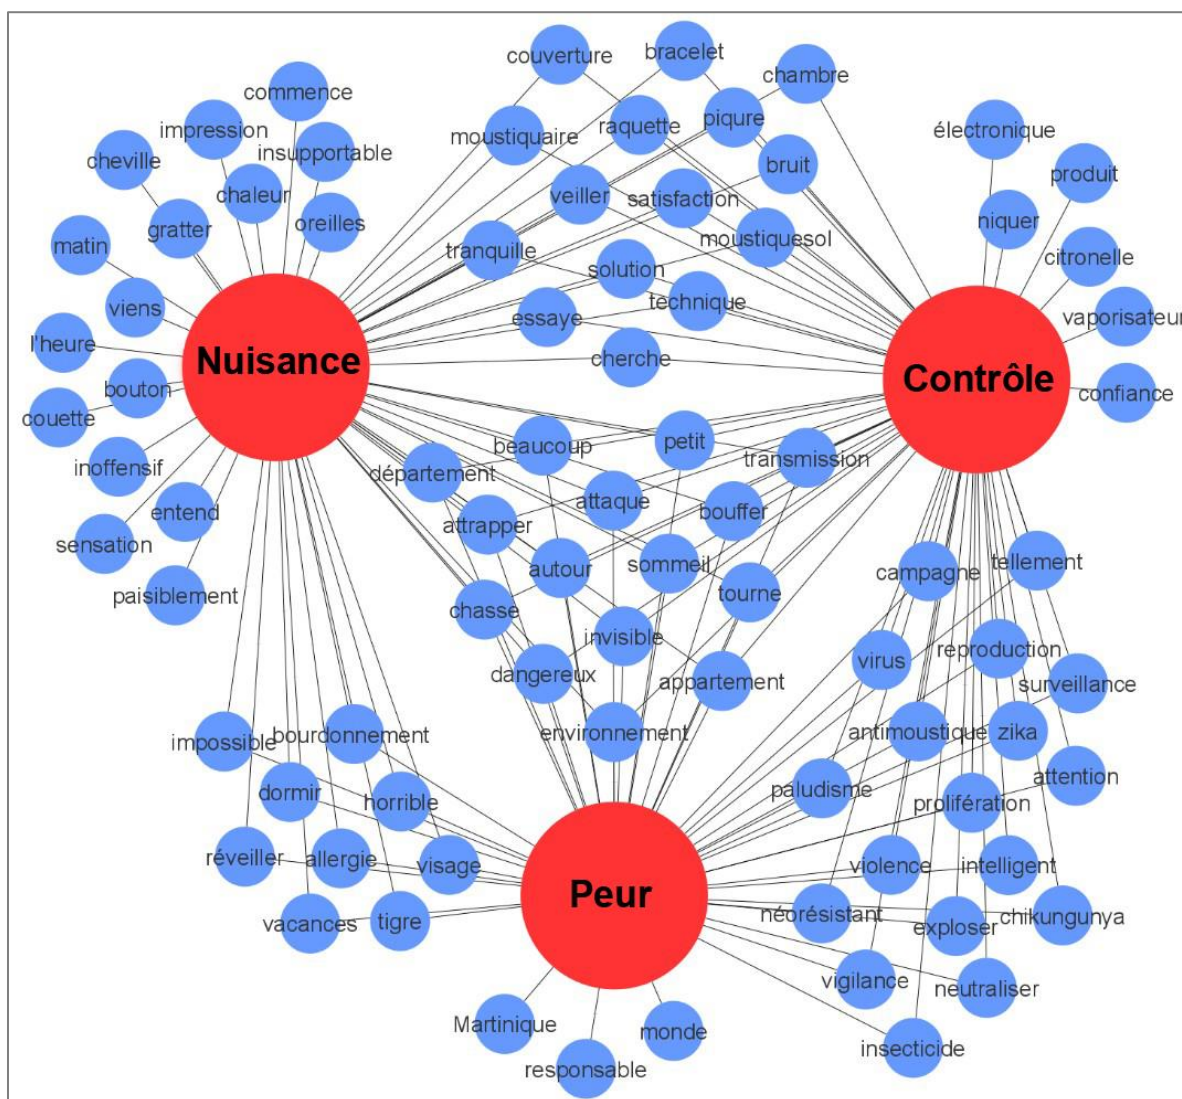 couverture
bracelet
chambre
commence
impression
insupportable
cheville
chaleur
gratter
oreilles
matin
viens
l'heure
bouton
couette
inoffensif
entend
sensation
paisiblement
moustiquaire
raquette
piqure
bruit
veiller
satisfaction
tranquille
moustiquesol
solution
technique
essaye
cherche
électronique
produit
niquer
citronelle
vaporisateur
confiance
Nuisance
Contrôle
beaucoup
petit
transmission
département
attaque
bouffer
attrapper
autour
sommeil
tourne
chasse
invisible
dangereux
appartement
environnement
campagne
tellement
virus
reproduction
surveillance
antimoustique
zika
paludisme
prolifération
attention
violence
intelligent
néorésistant
exploser
chikungunya
vigilance
neutraliser
insecticide
impossible
bourdonnement
dormir
horrible
réveiller
allergie
visage
vacances
tigre
Peur
Martinique
monde
responsable